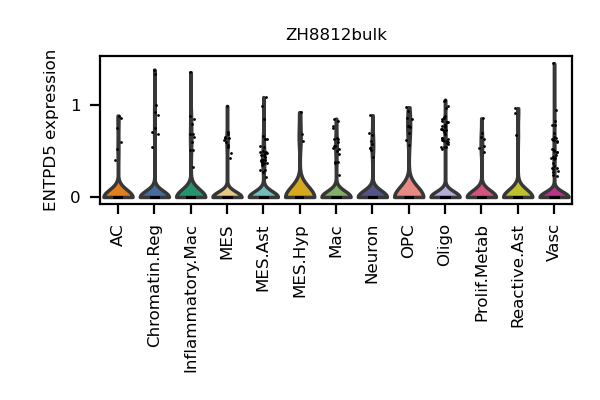 ZH8812bulk
ENTPD5 expression
1
0
AC
Chromatin.Reg
Inflammatory.Mac
MES
MES.Ast
MES.Hyp
Mac
Neuron
OPC
Oligo
Prolif.Metab
Reactive.Ast
Vasc